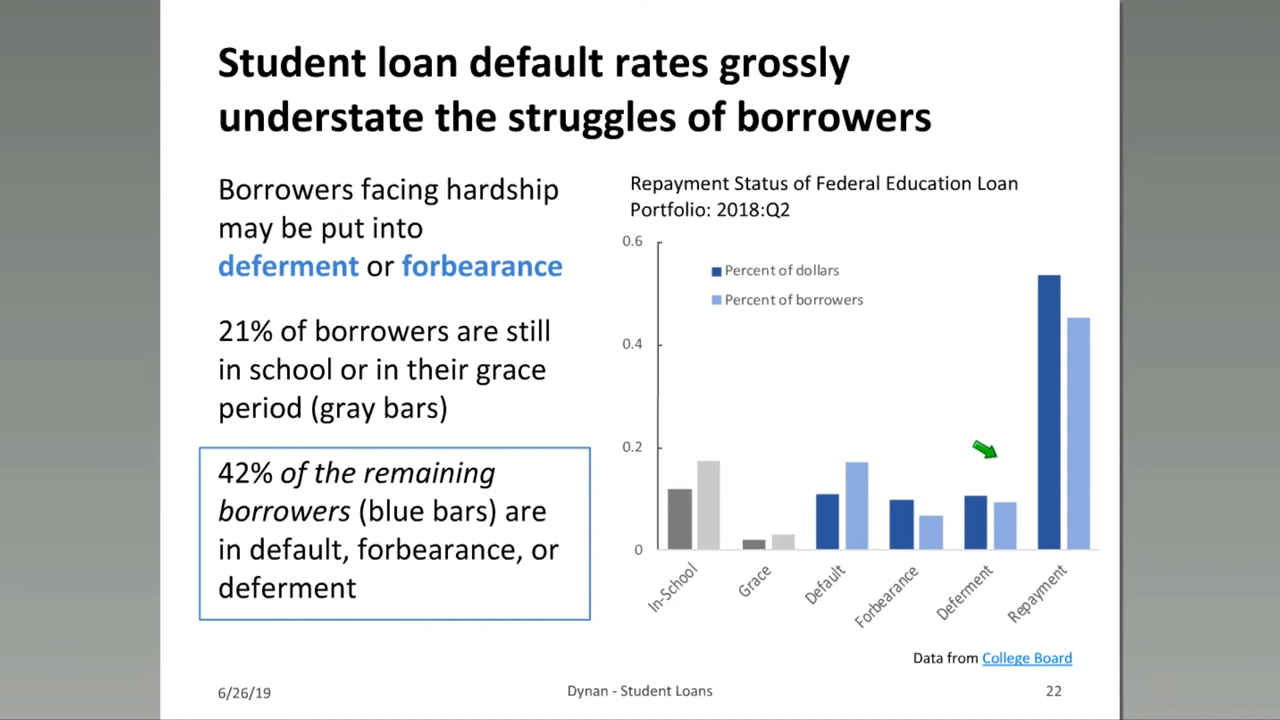 Student loan default rates grossly
understate the struggles of borrowers
Borrowers facing hardship
may be put into
deferment or forbearance
21% of borrowers are still
in school or in their grace
period (gray bars)
42% of the remaining
borrowers (blue bars) are
in default, forbearance, or
deferment
Repayment Status of Federal Education Loan
Portfolio: 2018:Q2
0.6
0.4
0.2
0
Percent of dollars
Percent of borrowers
In-School
Grace
Default
Forbearance
Deferment
Repayment
Data from College Board
6/26/19
Dynan - Student Loans
22